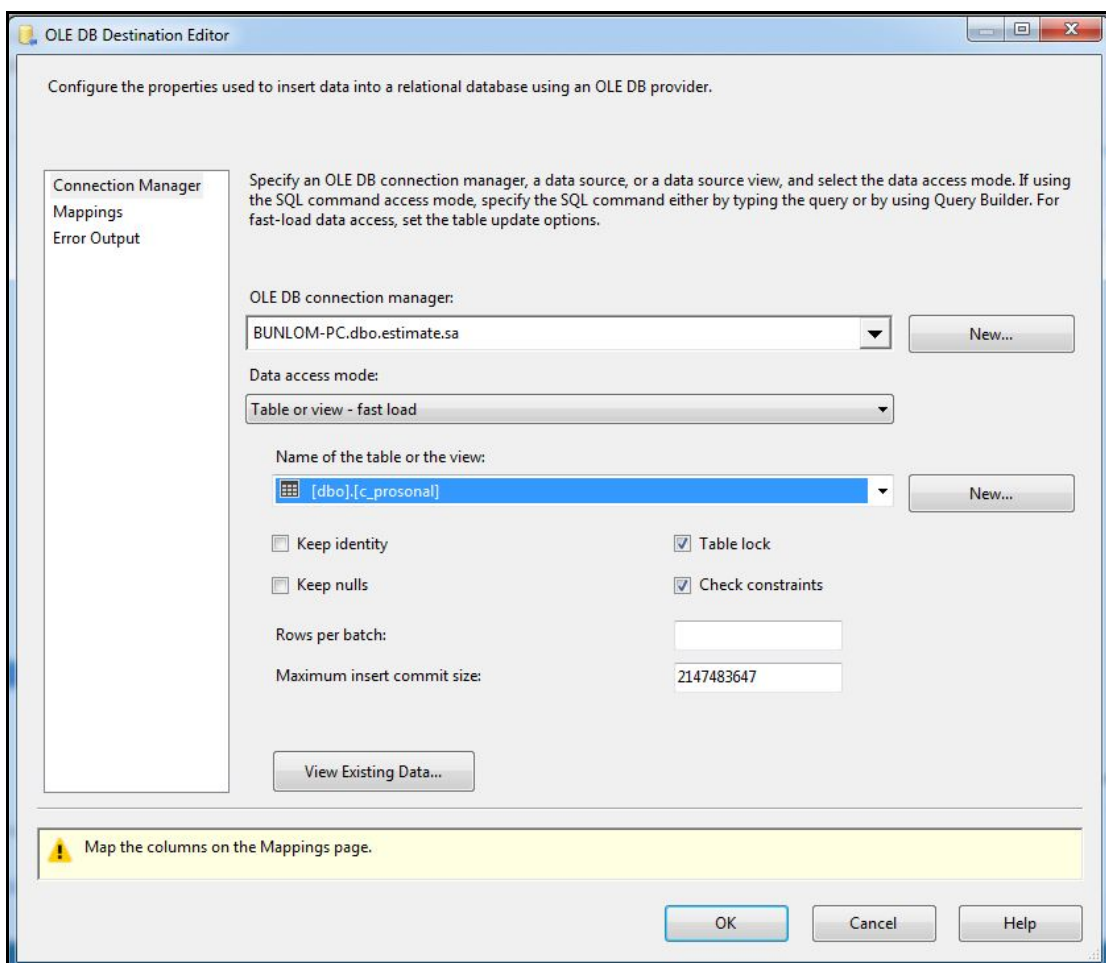 OLE DB Destination Editor
Configure the properties used to insert data into a relational database using an OLE DB provider.
Connection Manager
Mappings
Error Output
Specify an OLE DB connection manager, a data source, or a data source view, and select the data access mode. If using
the SQL command access mode, specify the SQL command either by typing the query or by using Query Builder. For
fast-load data access, set the table update options.
OLE DB connection manager:
BUNLOM-PC.dbo.estimate.sa
New...
Data access mode:
Table or view - fast load
Name of the table or the view:
[dbo].[c_prosonal]
New...
Keep identity
Table lock
Keep nulls
Check constraints
Rows per batch:
Maximum insert commit size:
2147483647
View Existing Data...
Map the columns on the Mappings page.
OK
Cancel
Help